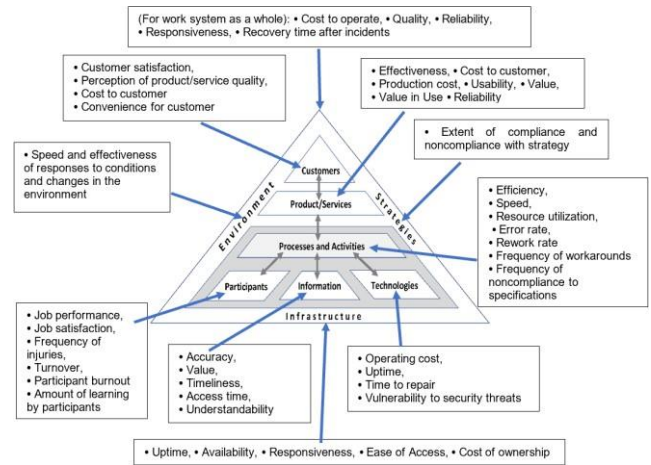 (For work system as a whole): • Cost to operate, • Quality, • Reliability,
• Responsiveness, • Recovery time after incidents
• Customer satisfaction,
• Perception of product/service quality,
• Cost to customer
• Convenience for customer
• Effectiveness, • Cost to customer,
• Production cost, • Usability, • Value,
• Value in Use • Reliability
• Extent of compliance and
noncompliance with strategy
• Speed and effectiveness
of responses to conditions
and changes in the
environment
• Efficiency,
• Speed,
• Resource utilization,
• Error rate,
• Rework rate
• Frequency of workarounds
• Frequency of
noncompliance to
specifications
Environment
Strategies
Customers
Product/Services
Processes and Activities
Participants
Information
Technologies
Infrastructure
• Job performance,
• Job satisfaction,
• Frequency of
injuries,
• Turnover,
• Participant burnout
• Amount of learning
by participants
• Accuracy,
• Value,
• Timeliness,
• Access time,
• Understandability
• Operating cost,
• Uptime,
• Time to repair
• Vulnerability to security threats
• Uptime, • Availability, • Responsiveness, • Ease of Access, • Cost of ownership